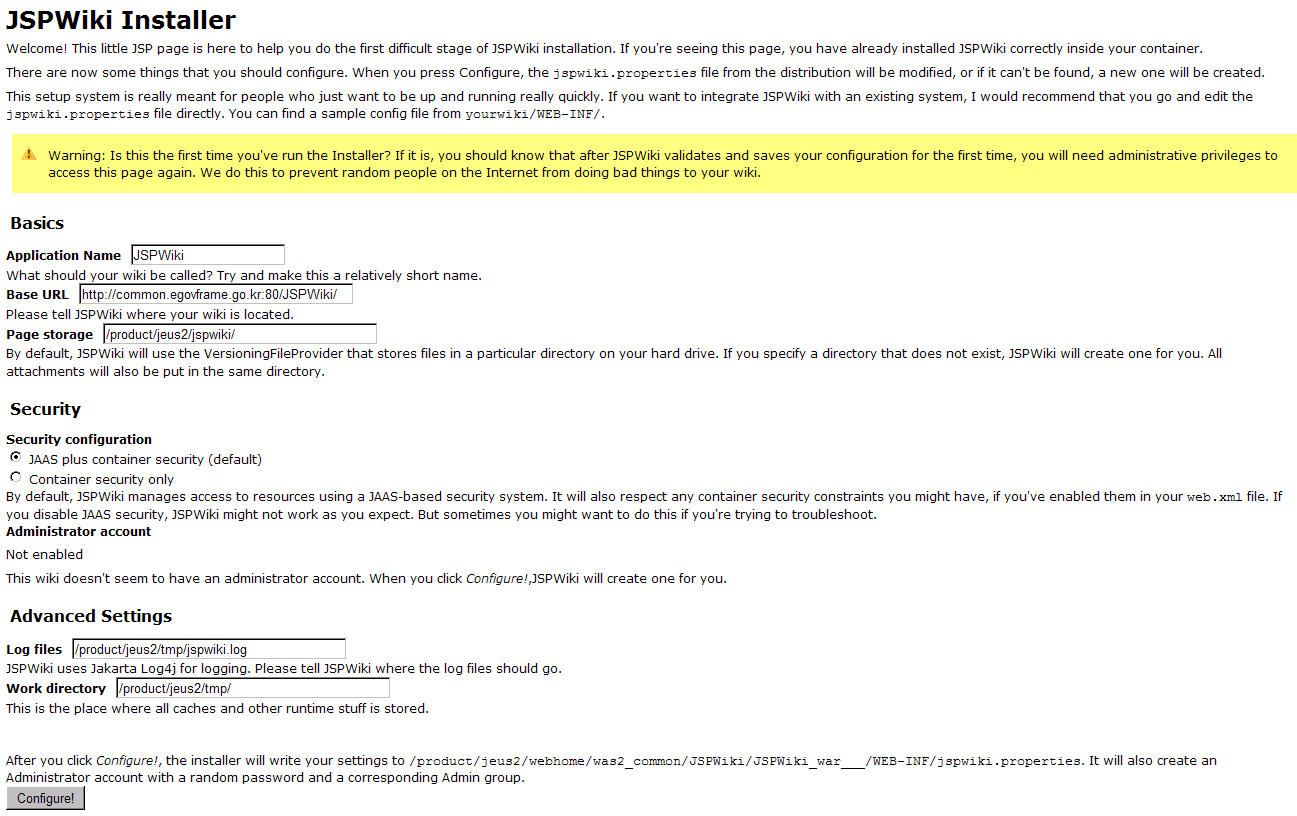 JSPWiki Installer
Welcome! This little JSP page is here to help you do the first difficult stage of JSPWiki installation. If you're seeing this page, you have already installed JSPWiki correctly inside your container.
There are now some things that you should configure. When you press Configure, the jspwiki.properties file from the distribution will be modified, or if it can't be found, a new one will be created.
This setup system is really meant for people who just want to be up and running really quickly. If you want to integrate JSPWiki with an existing system, I would recommend that you go and edit the
jspwiki.properties file directly. You can find a sample config file from yourwiki/WEB-INF/.
Warning: Is this the first time you've run the Installer? If it is, you should know that after JSPWiki validates and saves your configuration for the first time, you will need administrative privileges to
access this page again. We do this to prevent random people on the Internet from doing bad things to your wiki.
Basics
Application Name JSPWiki
What should your wiki be called? Try and make this a relatively short name.
Base URL http://common.egovframe.go.kr:80/JSPWiki/
Please tell JSPWiki where your wiki is located.
Page storage /product/jeus2/jspwiki/
By default, JSPWiki will use the VersioningFileProvider that stores files in a particular directory on your hard drive. If you specify a directory that does not exist, JSPWiki will create one for you. All
attachments will also be put in the same directory.
Security
Security configuration
JAAS plus container security (default)
Container security only
By default, JSPWiki manages access to resources using a JAAS-based security system. It will also respect any container security constraints you might have, if you've enabled them in your web.xml file. If
you disable JAAS security, JSPWiki might not work as you expect. But sometimes you might want to do this if you're trying to troubleshoot.
Administrator account
Not enabled
This wiki doesn't seem to have an administrator account. When you click Configure!,JSPWiki will create one for you.
Advanced Settings
Log files /product/jeus2/tmp/jspwiki.log
JSPWiki uses Jakarta Log4j for logging. Please tell JSPWiki where the log files should go.
Work directory /product/jeus2/tmp/
This is the place where all caches and other runtime stuff is stored.
After you click Configure!, the installer will write your settings to /product/jeus2/webhome/was2_common/JSPWiki/JSPWiki_war___/WEB-INF/jspwiki.properties. It will also create an
Administrator account with a random password and a corresponding Admin group.
Configure!